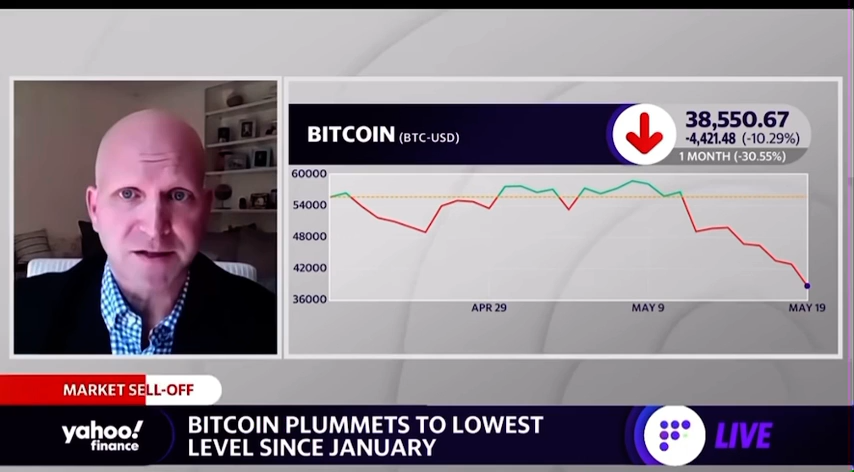 BITCOIN (BTC-USD)
38,550.67
-4,421.48 (-10.29%)
1 MONTH (-30.55%)
60000
54000
48000
42000
36000
APR 29
MAY 9
MAY 19
MARKET SELL-OFF
yahoo!
finance
BITCOIN PLUMMETS TO LOWEST
LEVEL SINCE JANUARY
LIVE